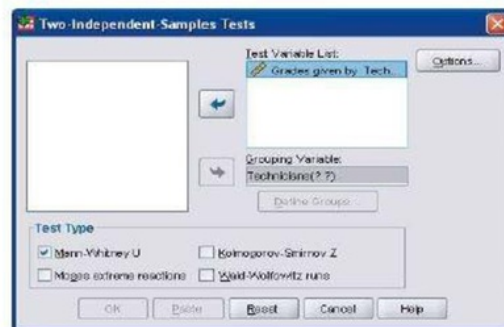 Two-Independent-Samples Tests
Test Variable List:
Grades given by Tech...
Options...
Grouping Variable:
Technicians(? ?)
Define Groups...
Test Type
Mann-Whitney U
Kolmogorov-Smirnov Z
Moses extreme reactions
Wald-Wolfowitz runs
OK
Paste
Reset
Cancel
Help